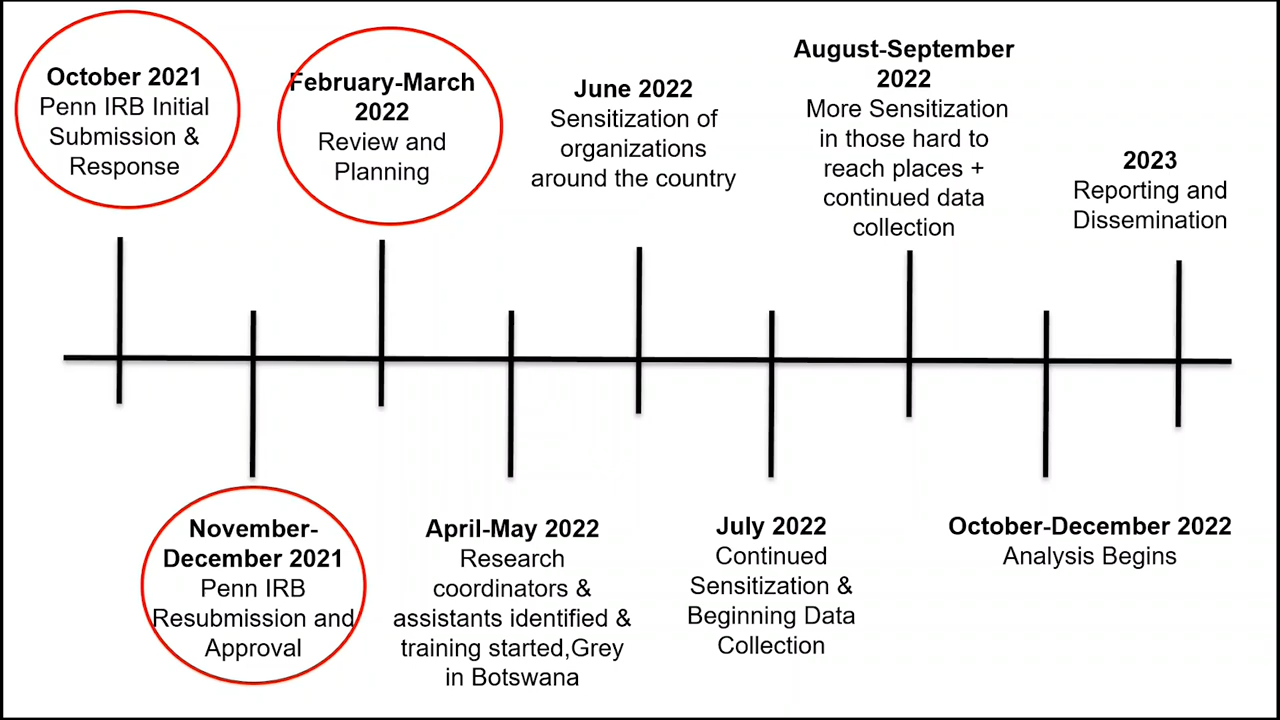 October 2021
Penn IRB Initial
Submission &
Response
November-
December 2021
Penn IRB
Resubmission and
Approval
February-March
2022
Review and
Planning
April-May 2022
Research
coordinators &
assistants identified &
training started,Grey
in Botswana
June 2022
Sensitization of
organizations
around the country
July 2022
Continued
Sensitization &
Beginning Data
Collection
August-September
2022
More Sensitization
in those hard to
reach places +
continued data
collection
October-December 2022
Analysis Begins
2023
Reporting and
Dissemination